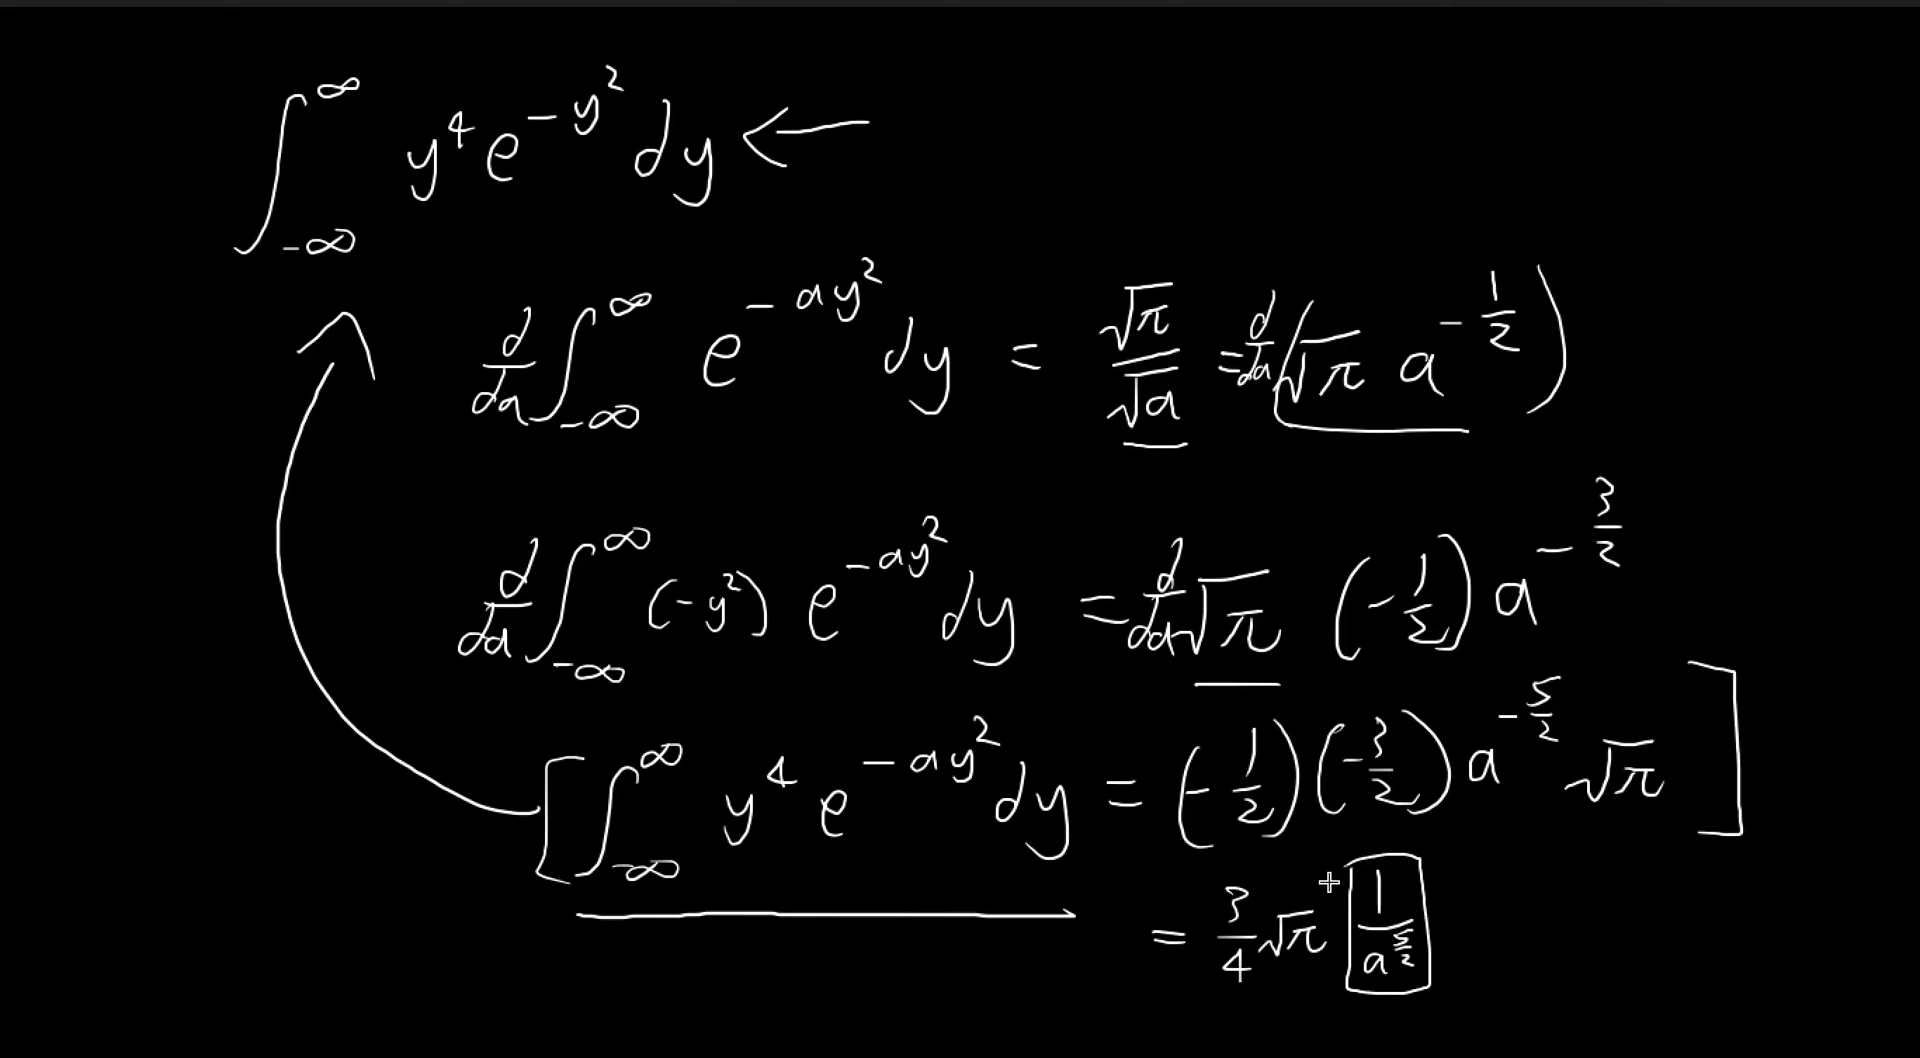 ∫_{-∞}^{∞} y⁴ e^{-y²} dy ←
d/da ∫_{-∞}^{∞} e^{-ay²} dy = √π/√a = d/da (√π a^{-1/2})
d/da ∫_{-∞}^{∞} (-y²) e^{-ay²} dy = d/da √π (-1/2) a^{-3/2}
[∫_{-∞}^{∞} y⁴ e^{-ay²} dy = (-1/2)(-3/2) a^{-5/2} √π]
= 3/4 √π 1/a^{5/2}